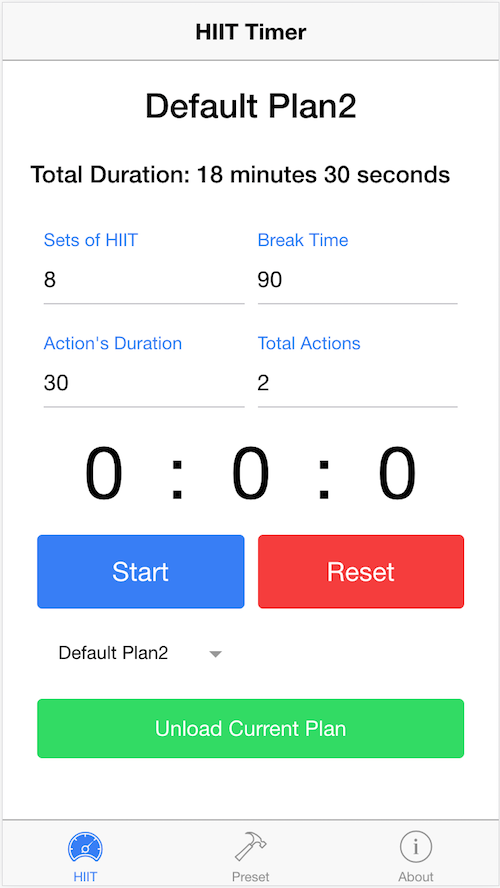 HIIT Timer
Default Plan2
Total Duration: 18 minutes 30 seconds
Sets of HIIT Break Time
8 90
Action's Duration Total Actions
30 2
0 : 0 : 0
Start Reset
Default Plan2
Unload Current Plan
HIIT Preset About